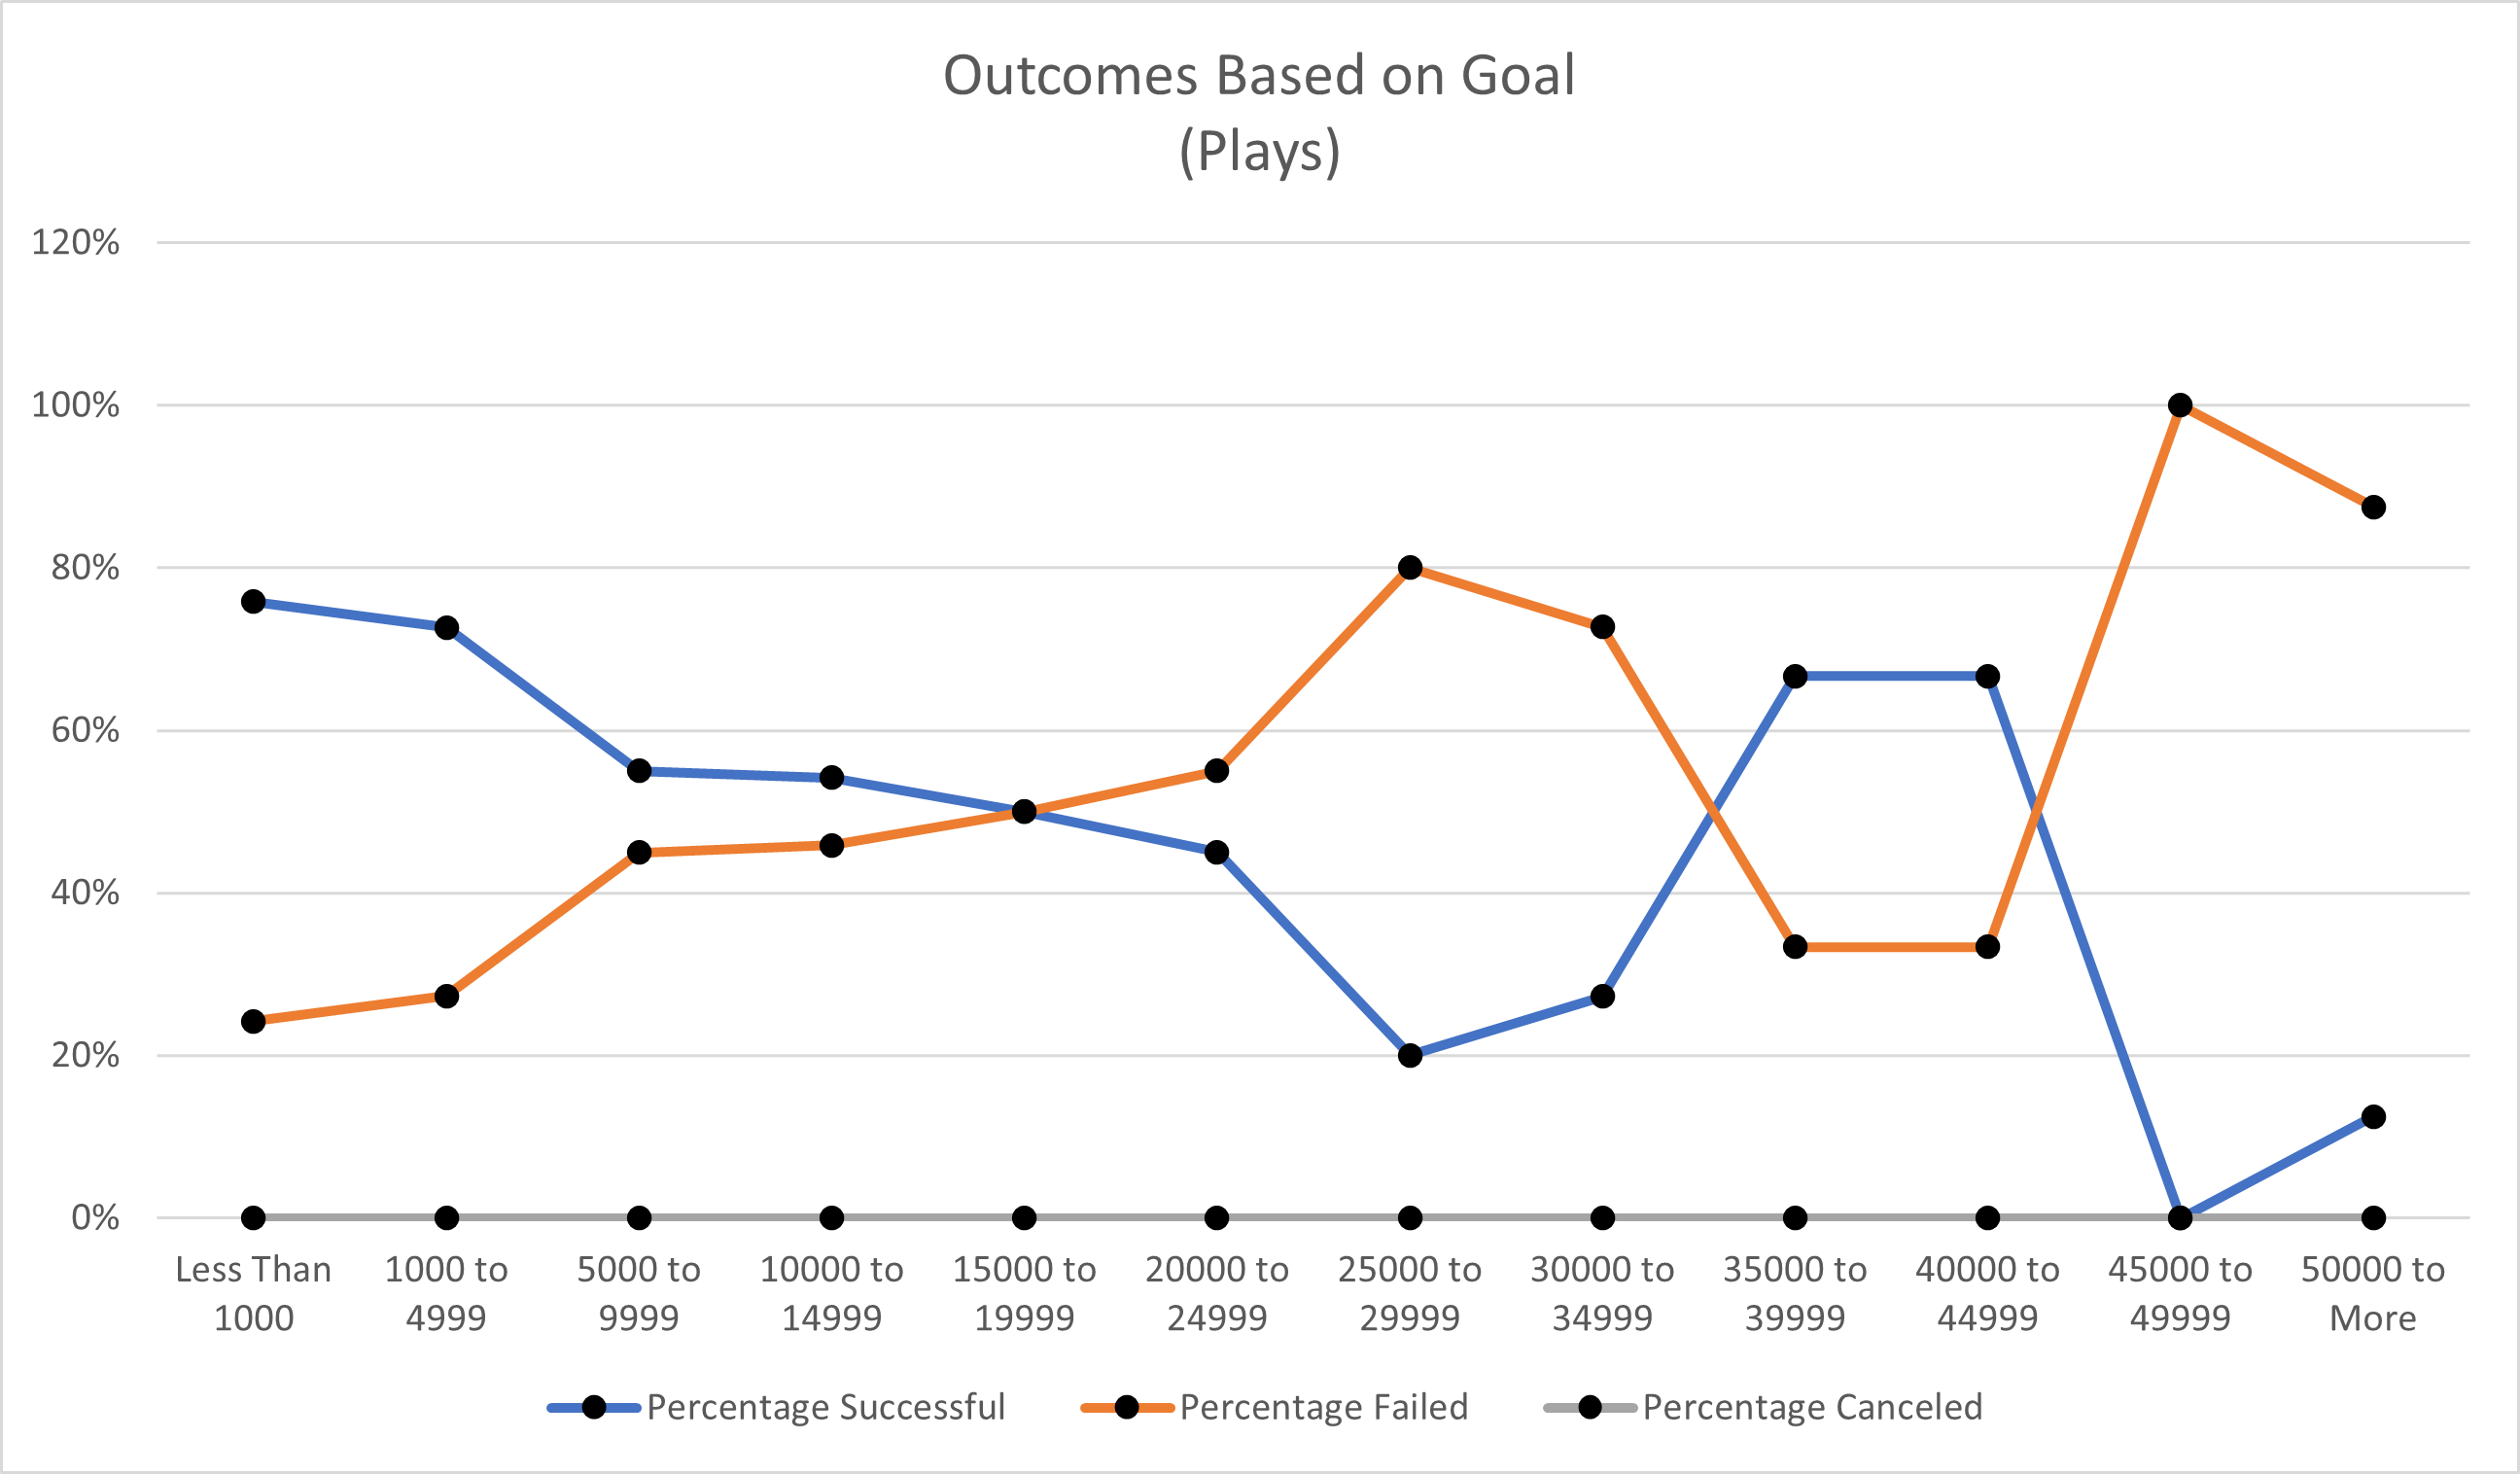 Outcomes Based on Goal
(Plays)
120%
100%
80%
60%
40%
20%
0%
Less Than
1000
1000 to
4999
5000 to
9999
10000 to
14999
15000 to
19999
20000 to
24999
25000 to
29999
30000 to
34999
35000 to
39999
40000 to
44999
45000 to
49999
50000 to
More
Percentage Successful
Percentage Failed
Percentage Canceled